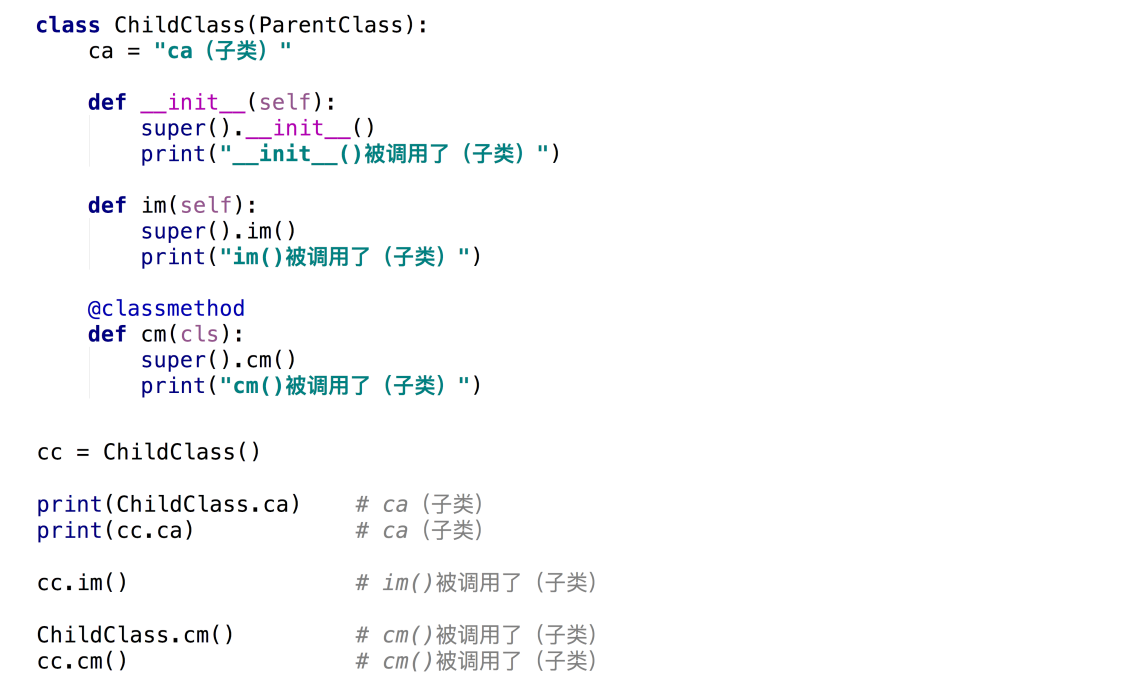 class ChildClass(ParentClass):
    ca = "ca（子类）"
    def __init__(self):
        super().__init__()
        print("__init__()被调用了（子类）")
    def im(self):
        super().im()
        print("im()被调用了（子类）")
    @classmethod
    def cm(cls):
        super().cm()
        print("cm()被调用了（子类）")
cc = ChildClass()
print(ChildClass.ca)    # ca（子类）
print(cc.ca)            # ca（子类）
cc.im()                 # im()被调用了（子类）
ChildClass.cm()         # cm()被调用了（子类）
cc.cm()                 # cm()被调用了（子类）